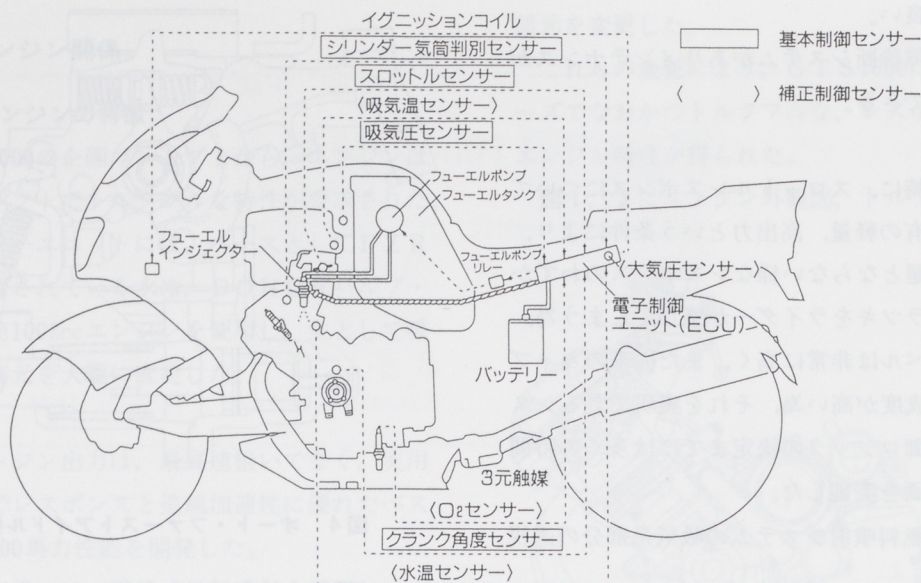 イグニッションコイル
シリンダー気筒判別センサー
スロットルセンサー
〈吸気温センサー〉
吸気圧センサー
基本制御センサー
〈 〉 補正制御センサー
フューエルポンプ
フューエルタンク
フューエル
インジェクター
フューエルポンプ
リレー
〈大気圧センサー〉
電子制御
ユニット(ECU)
バッテリー
3元触媒
〈O2センサー〉
クランク角度センサー
〈水温センサー〉